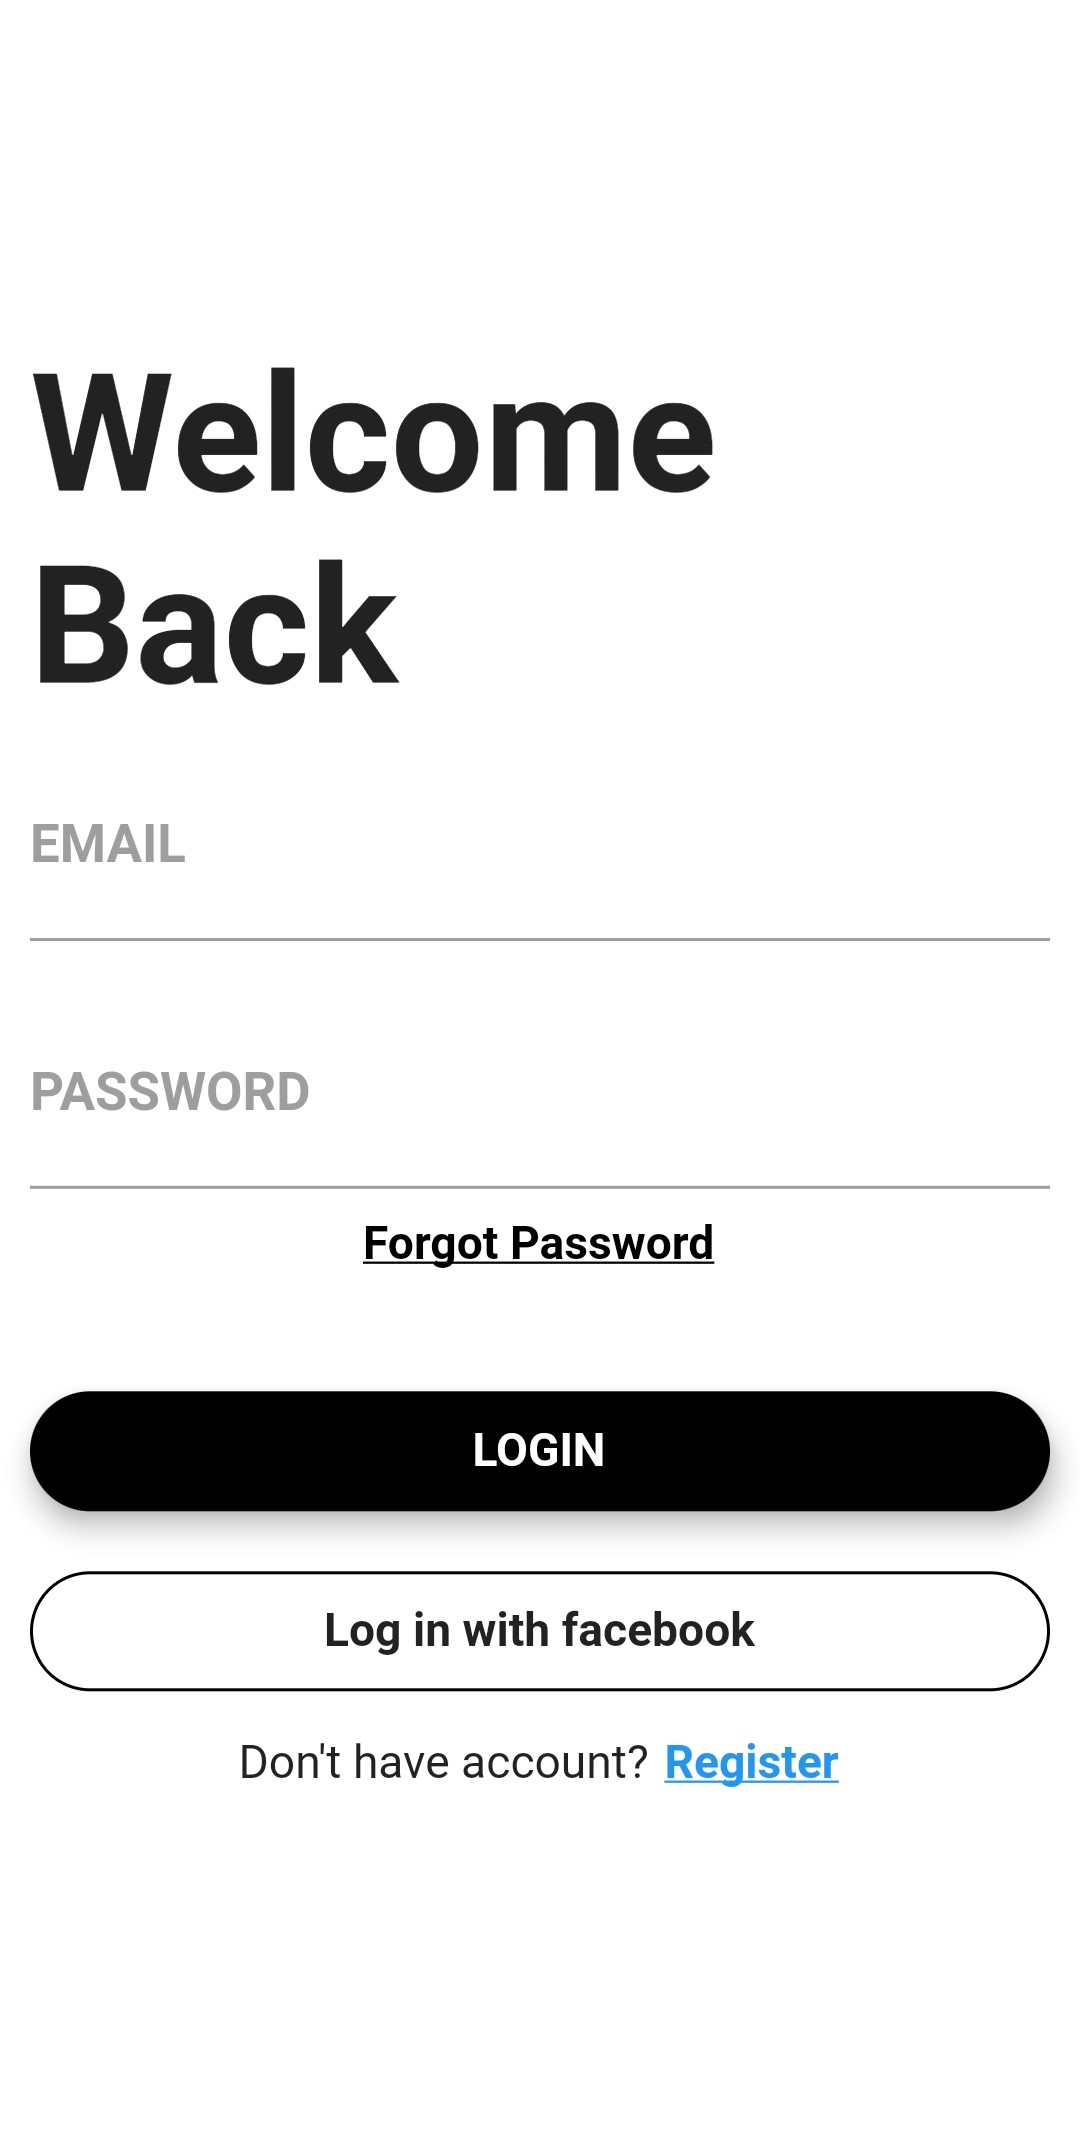 Welcome
Back
EMAIL
PASSWORD
Forgot Password
LOGIN
Log in with facebook
Don't have account? Register